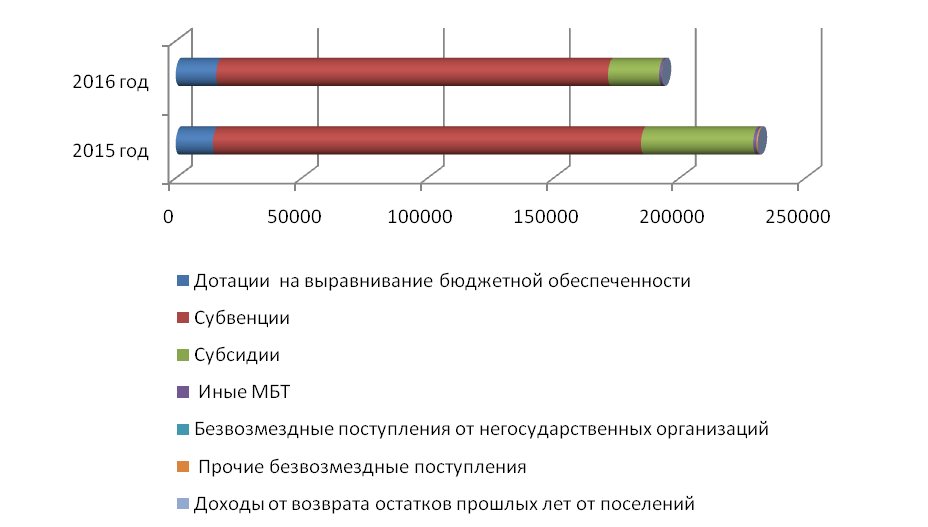 2016 год
2015 год
0 50000 100000 150000 200000 250000
Дотации на выравнивание бюджетной обеспеченности
Субвенции
Субсидии
Иные МБТ
Безвозмездные поступления от негосударственных организаций
Прочие безвозмездные поступления
Доходы от возврата остатков прошлых лет от поселений